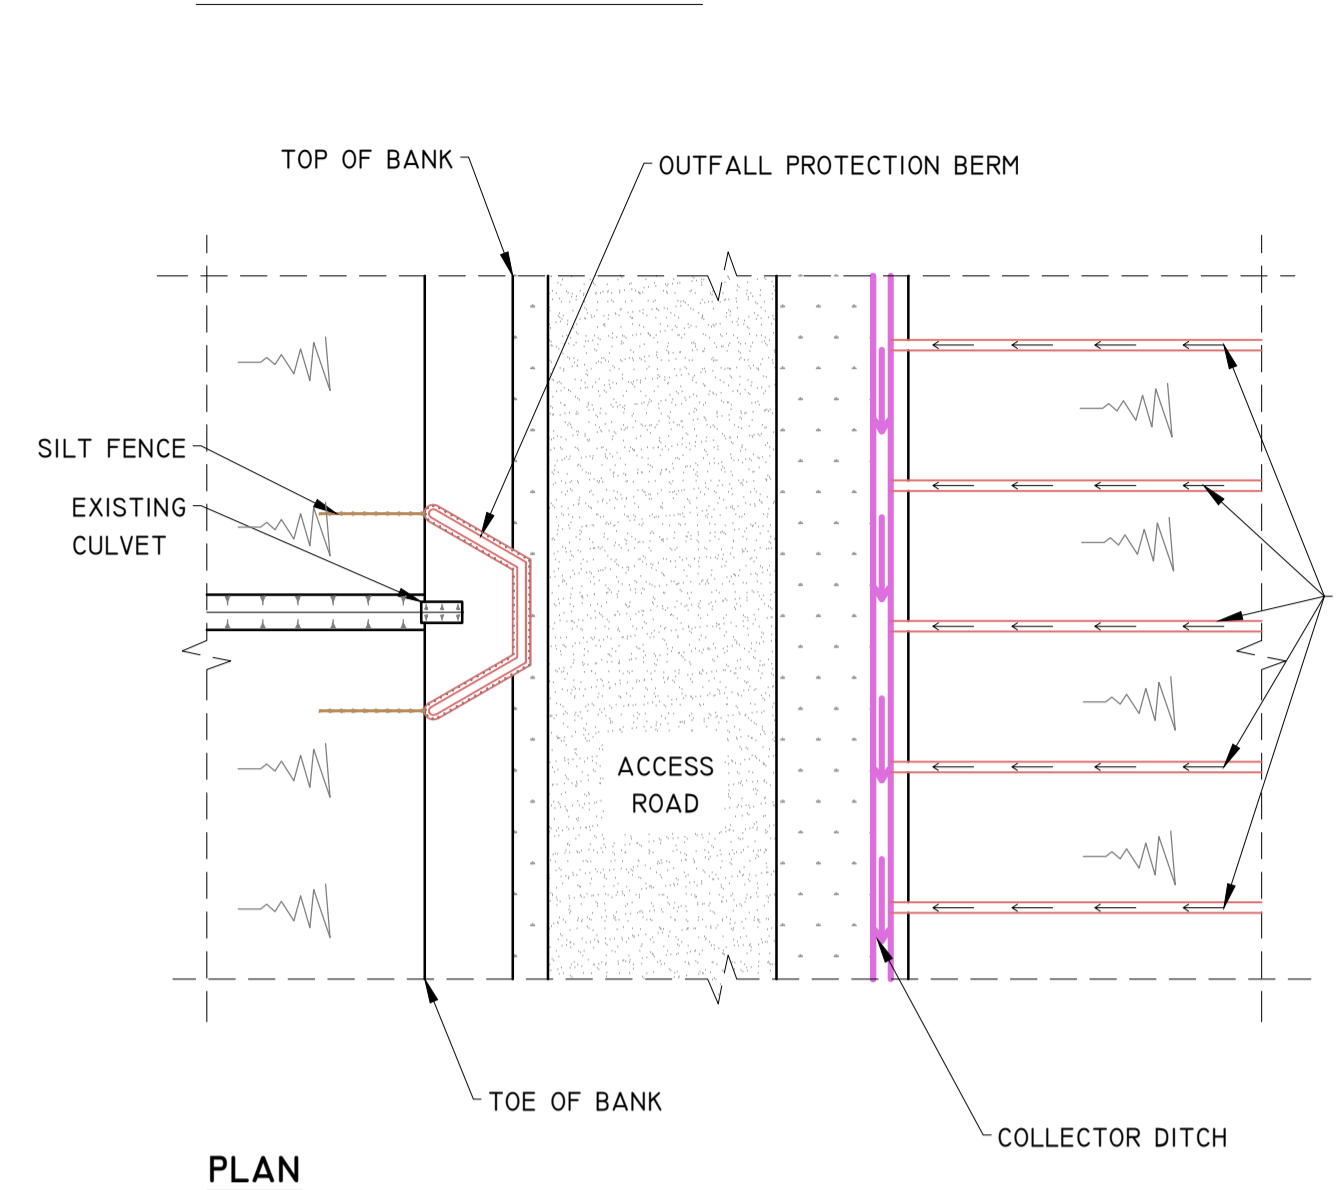 TOP OF BANK
OUTFALL PROTECTION BERM
SILT FENCE
EXISTING
CULVET
ACCESS
ROAD
TOE OF BANK
COLLECTOR DITCH
PLAN